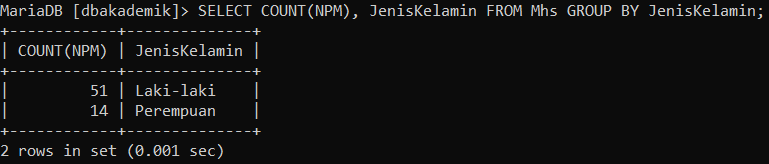 MariaDB [dbakademik]> SELECT COUNT(NPM), JenisKelamin FROM Mhs GROUP BY JenisKelamin;
+------------+--------------+
| COUNT(NPM) | JenisKelamin |
+------------+--------------+
|         51 | Laki-laki    |
|         14 | Perempuan    |
+------------+--------------+
2 rows in set (0.001 sec)